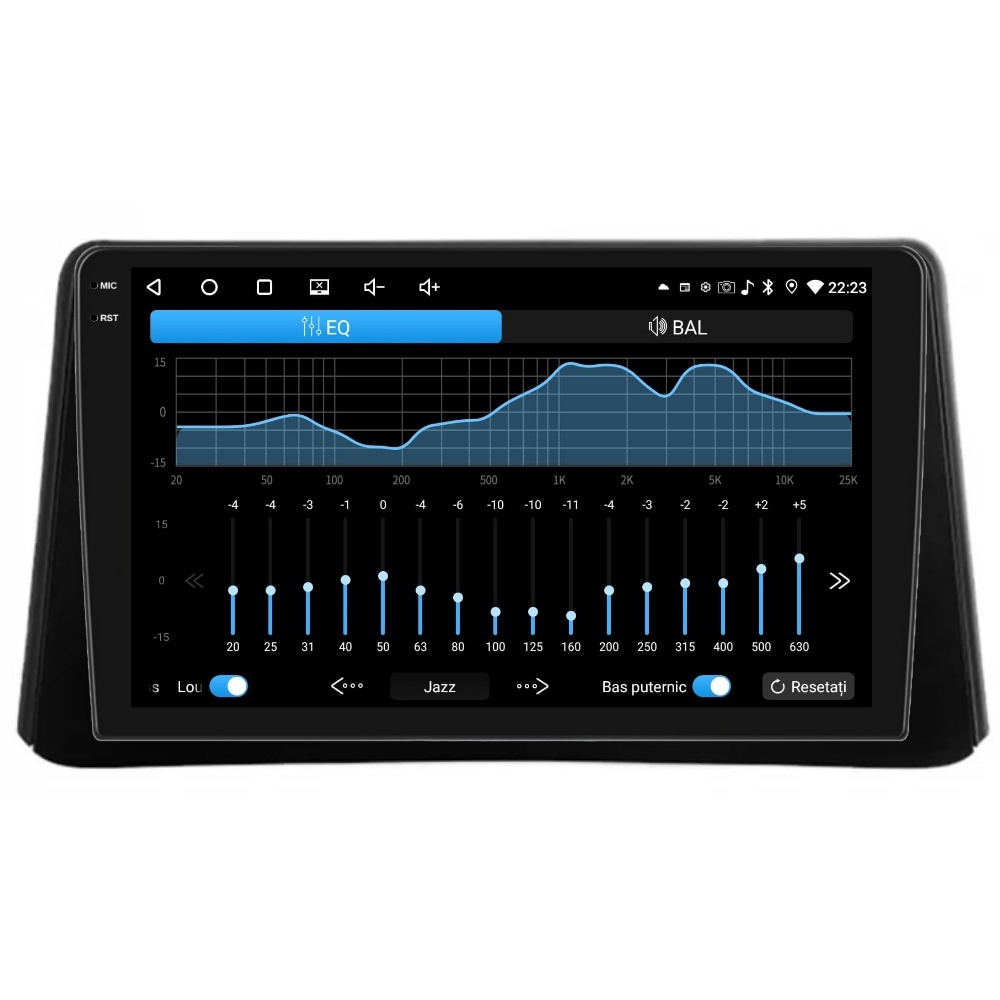 MIC
RST
22:23
EQ BAL
15
0
-15
20 50 100 200 500 1K 2K 5K 10K 25K
-4 -4 -3 -1 0 -4 -6 -10 -10 -11 -4 -3 -2 -2 +2 +5
15
0
-15
20 25 31 40 50 63 80 100 125 160 200 250 315 400 500 630
s Lou Jazz Bas puternic Resetați